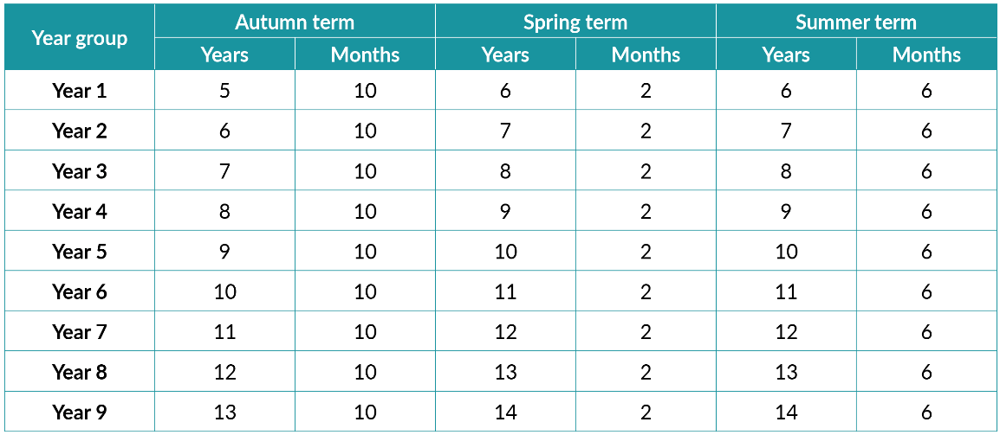 Year group Autumn term Spring term Summer term
Years Months Years Months Years Months
Year 1 5 10 6 2 6 6
Year 2 6 10 7 2 7 6
Year 3 7 10 8 2 8 6
Year 4 8 10 9 2 9 6
Year 5 9 10 10 2 10 6
Year 6 10 10 11 2 11 6
Year 7 11 10 12 2 12 6
Year 8 12 10 13 2 13 6
Year 9 13 10 14 2 14 6